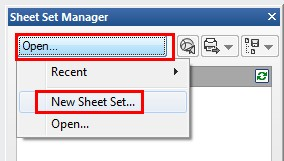 Sheet Set Manager
Open...
Recent
New Sheet Set...
Open...